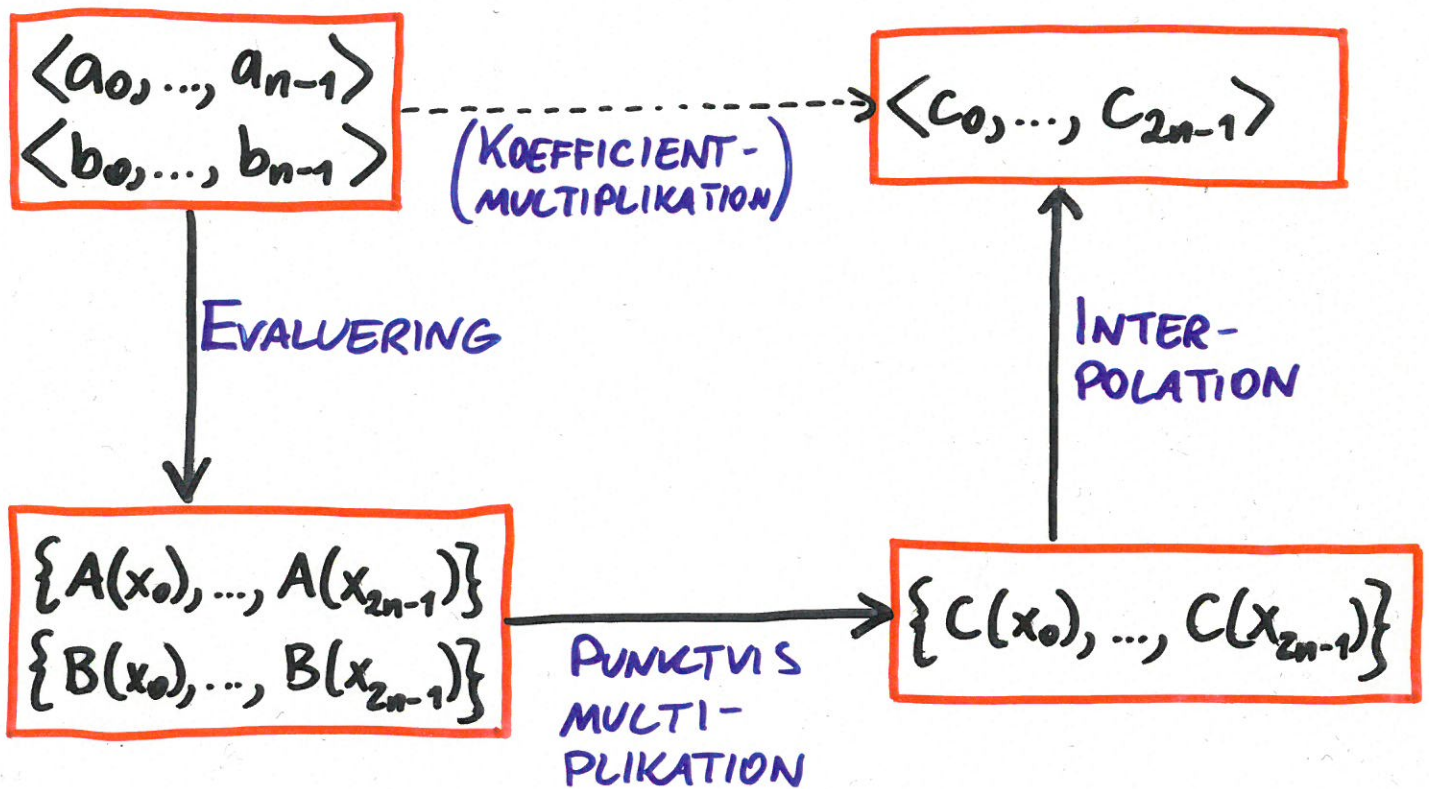 <a₀,..., aₙ₋₁>
<b₀,..., bₙ₋₁>
(KOEFFICIENT-
MULTIPLIKATION)
<c₀,..., c₂ₙ₋₁>
EVALUERING
INTER-
POLATION
{A(x₀),..., A(x₂ₙ₋₁)}
{B(x₀),..., B(x₂ₙ₋₁)}
PUNKTVIS
MULTI-
PLIKATION
{C(x₀),..., C(x₂ₙ₋₁)}